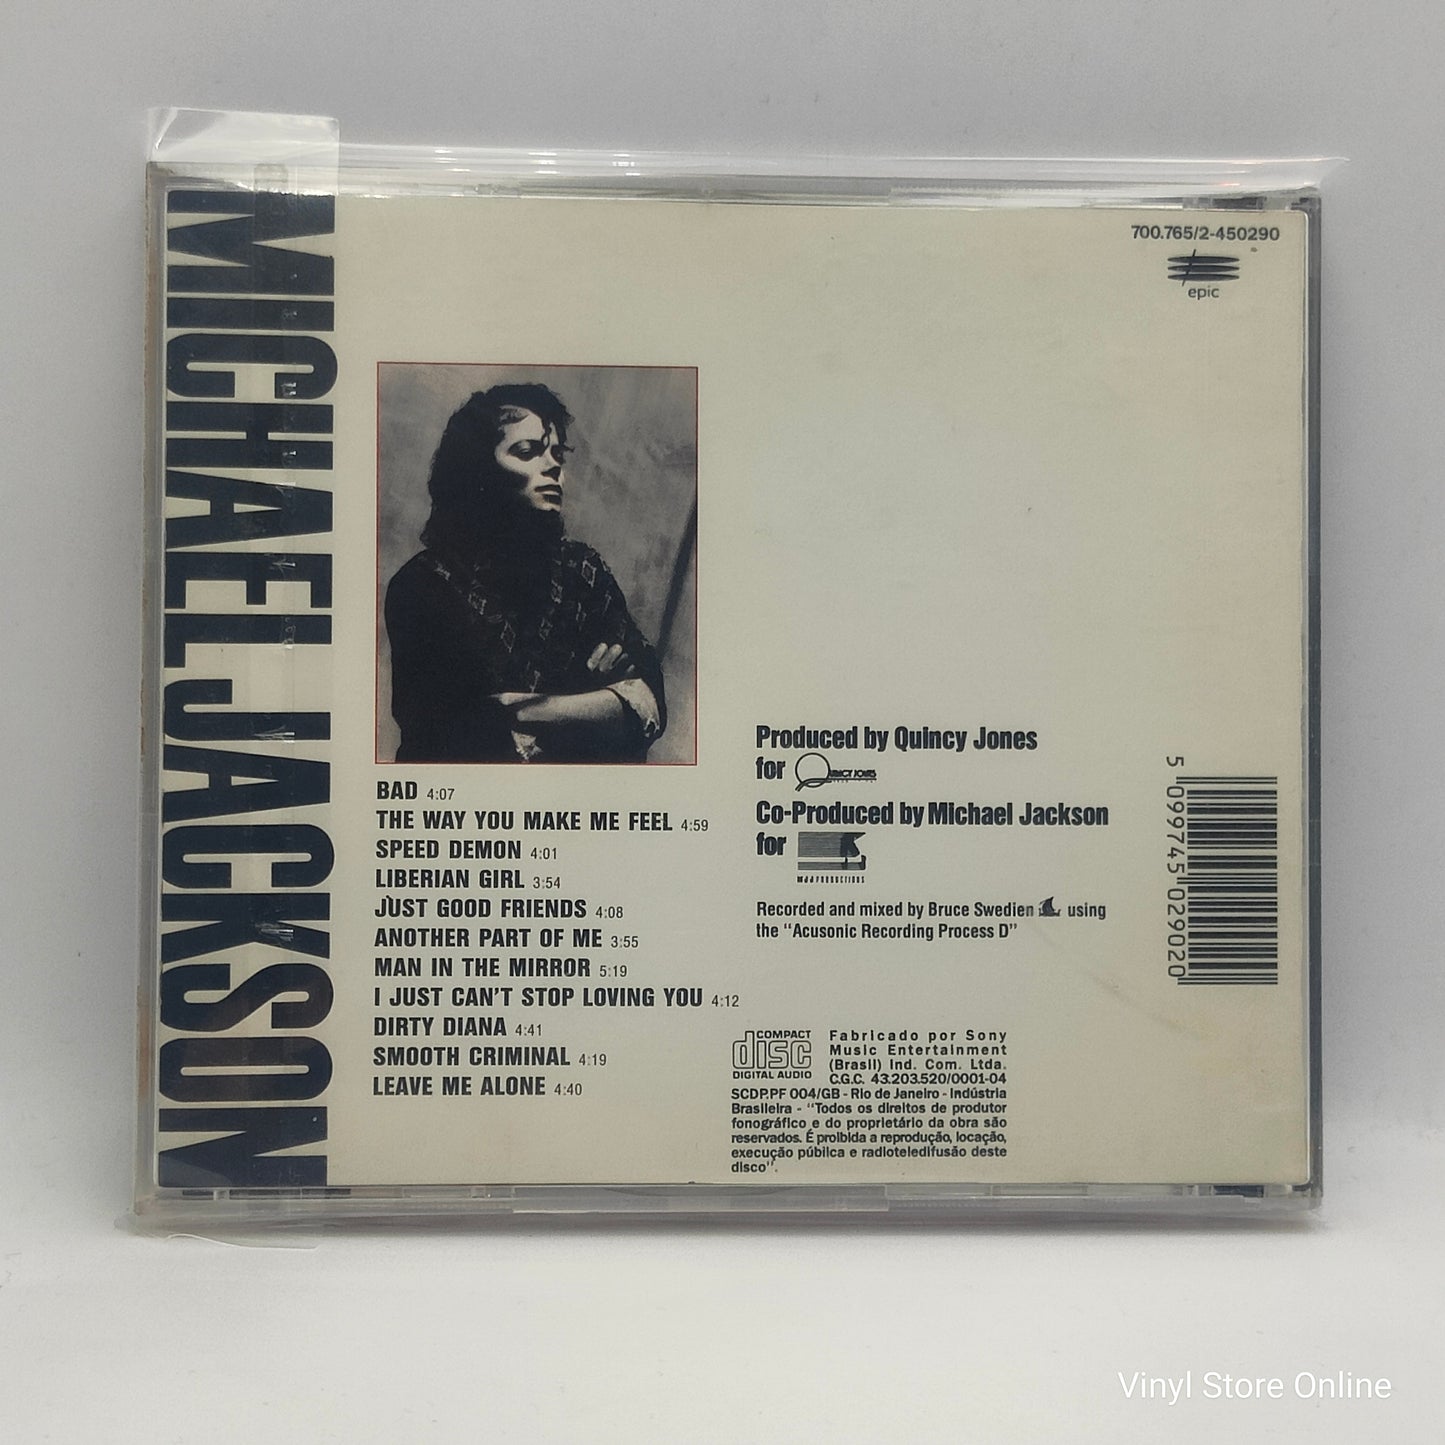 MICHAEL JACKSON
700.765/2-450290
epic
BAD 4:07
THE WAY YOU MAKE ME FEEL 4:59
SPEED DEMON 4:01
LIBERIAN GIRL 3:54
JUST GOOD FRIENDS 4:08
ANOTHER PART OF ME 3:55
MAN IN THE MIRROR 5:19
I JUST CAN'T STOP LOVING YOU 4:12
DIRTY DIANA 4:41
SMOOTH CRIMINAL 4:19
LEAVE ME ALONE 4:40
Produced by Quincy Jones
for QUINCY JONES
Co-Produced by Michael Jackson
for
MJJ PRODUCTIONS
Recorded and mixed by Bruce Swedien using
the "Acusonic Recording Process D"
5 099745 029020
COMPACT
disc
DIGITAL AUDIO
Fabricado por Sony
Music Entertainment
(Brasil) Ind. Com. Ltda.
C.G.C. 43.203.520/0001-04
SCDP.PF 004/GB - Rio de Janeiro - Indústria
Brasileira - "Todos os direitos de produtor
fonográfico e do proprietário da obra são
reservados. É proibida a reprodução, locação,
execução pública e radioteledifusão deste
disco".
Vinyl Store Online